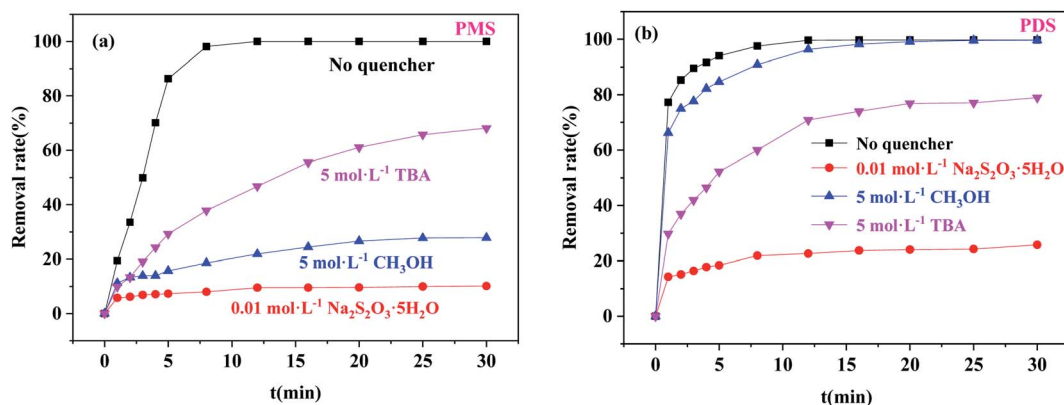 (a)
PMS
No quencher
5 mol·L⁻¹ TBA
5 mol·L⁻¹ CH₃OH
0.01 mol·L⁻¹ Na₂S₂O₃·5H₂O
Removal rate(%)
100
80
60
40
20
0
0 5 10 15 20 25 30
t(min)
(b)
PDS
No quencher
0.01 mol·L⁻¹ Na₂S₂O₃·5H₂O
5 mol·L⁻¹ CH₃OH
5 mol·L⁻¹ TBA
Removal rate(%)
100
80
60
40
20
0
0 5 10 15 20 25 30
t(min)